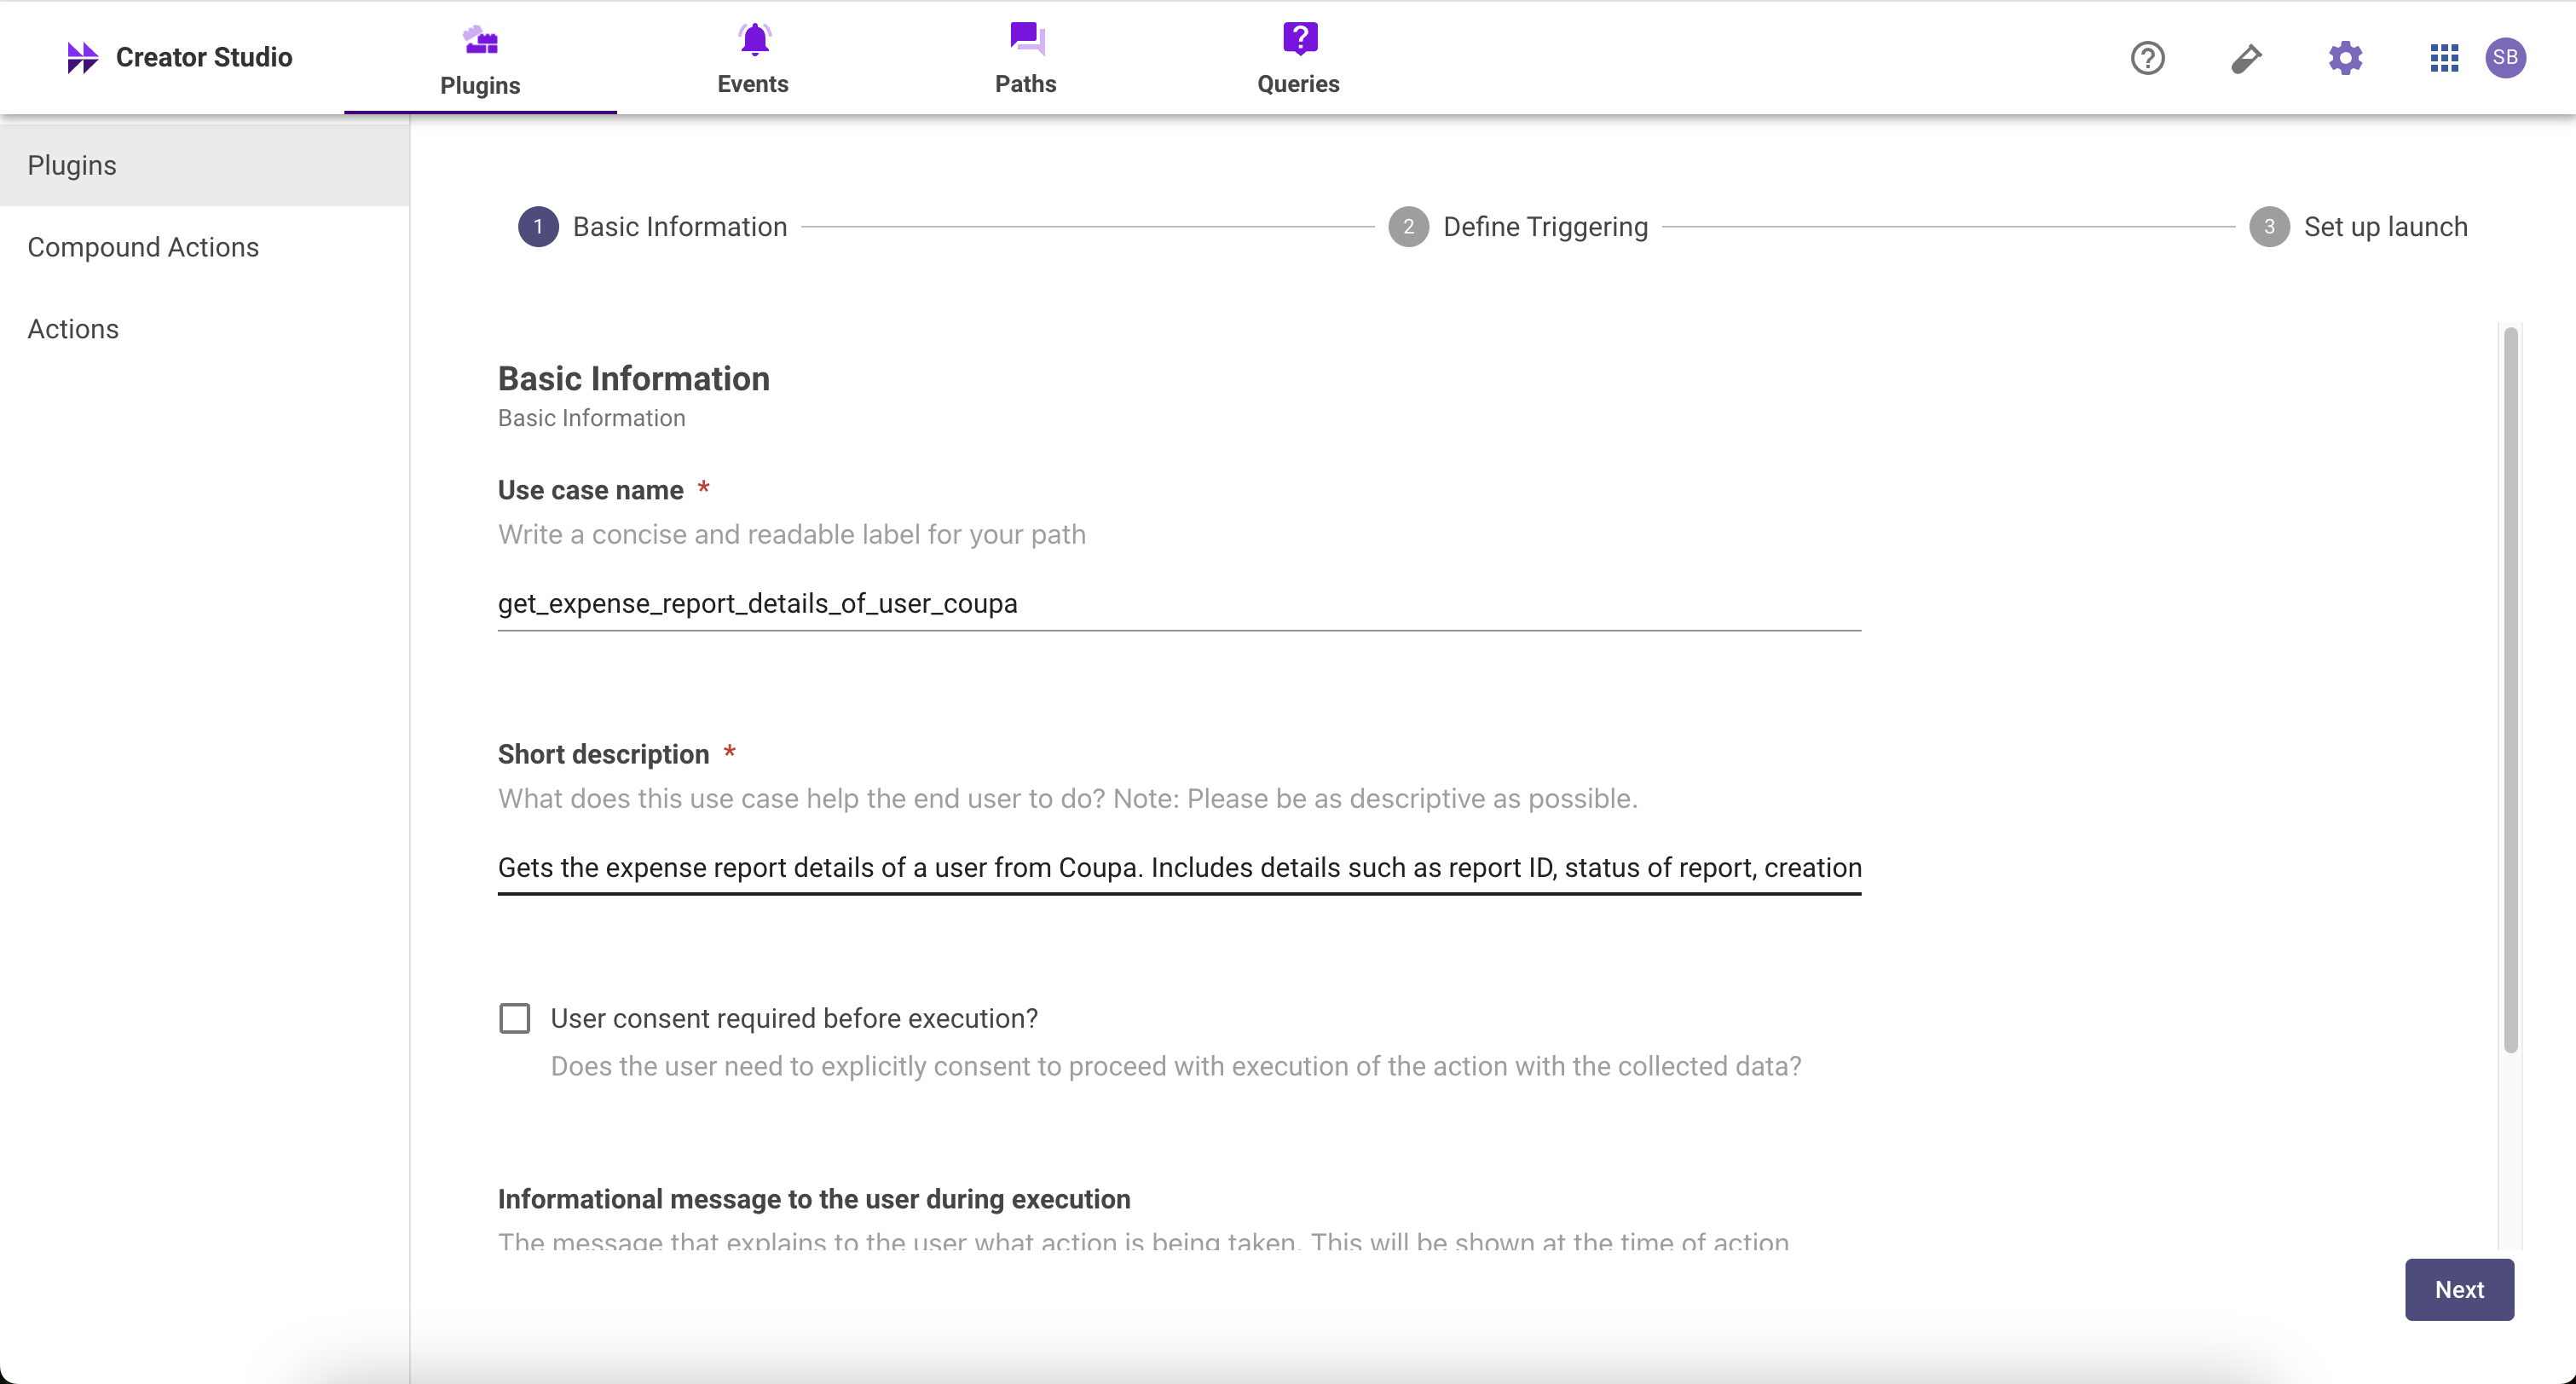 Creator Studio
Plugins
Events
Paths
Queries
SB
Plugins
Compound Actions
Actions
1 Basic Information
2 Define Triggering
3 Set up launch
Basic Information
Basic Information
Use case name *
Write a concise and readable label for your path
get_expense_report_details_of_user_coupa
Short description *
What does this use case help the end user to do? Note: Please be as descriptive as possible.
Gets the expense report details of a user from Coupa. Includes details such as report ID, status of report, creation
User consent required before execution?
Does the user need to explicitly consent to proceed with execution of the action with the collected data?
Informational message to the user during execution
The message that explains to the user what action is being taken. This will be shown at the time of action
Next